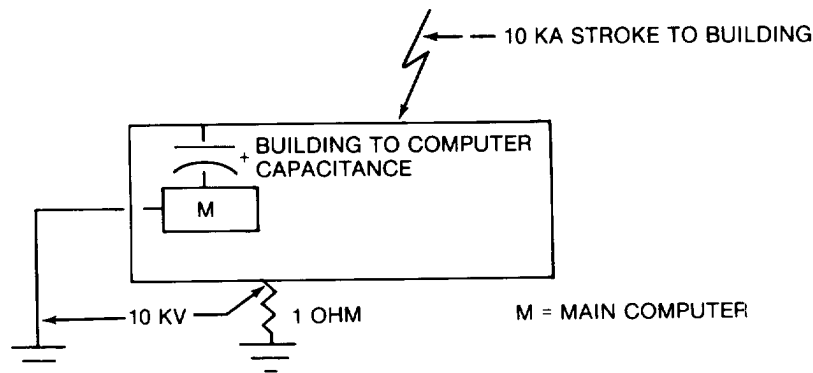 10 KA STROKE TO BUILDING
+ BUILDING TO COMPUTER
CAPACITANCE
M
10 KV
1 OHM
M = MAIN COMPUTER